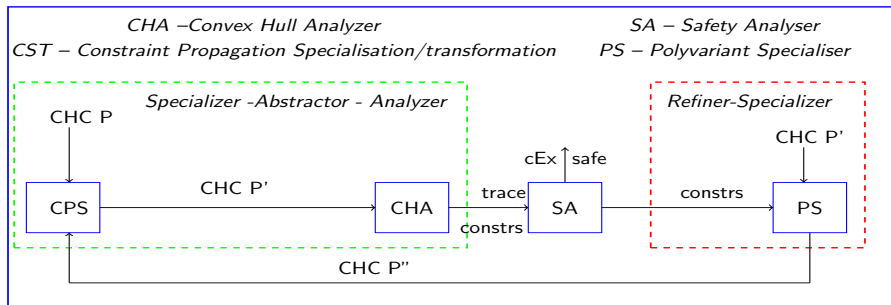 CHA –Convex Hull Analyzer
SA – Safety Analyser
CST – Constraint Propagation Specialisation/transformation
PS – Polyvariant Specialiser
Specializer -Abstractor - Analyzer
Refiner-Specializer
CHC P
CHC P'
cEx safe
CHC P'
trace
constrs
CPS
CHA
SA
PS
constrs
CHC P"